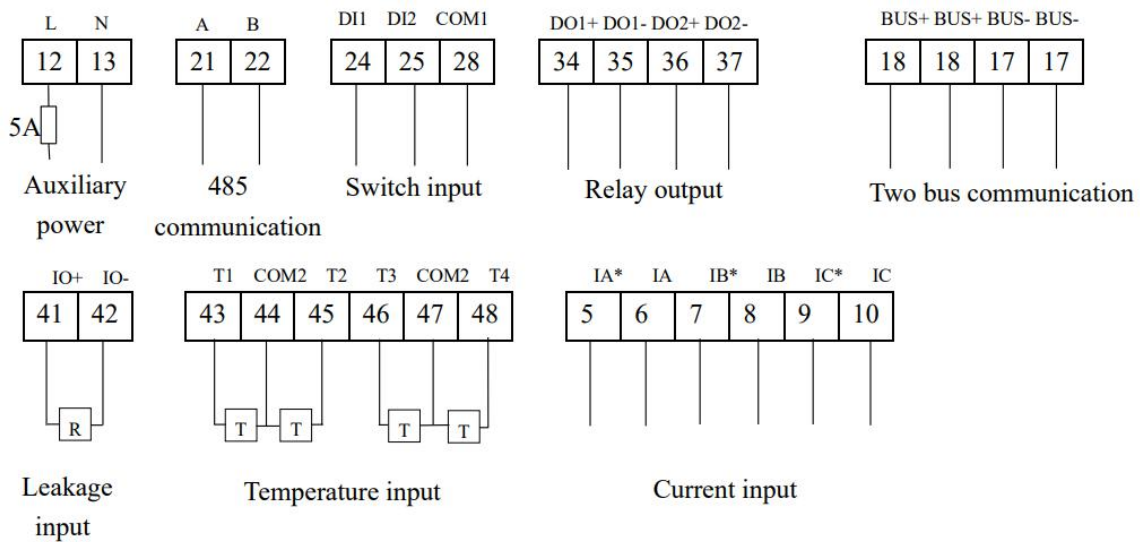 L N A B DI1 DI2 COM1 DO1+ DO1- DO2+ DO2- BUS+ BUS+ BUS- BUS-
12 13 21 22 24 25 28 34 35 36 37 18 18 17 17
5A
Auxiliary power
485 communication
Switch input
Relay output
Two bus communication
IO+ IO- T1 COM2 T2 T3 COM2 T4 IA* IA IB* IB IC* IC
41 42 43 44 45 46 47 48 5 6 7 8 9 10
R T T T T
Leakage input
Temperature input
Current input